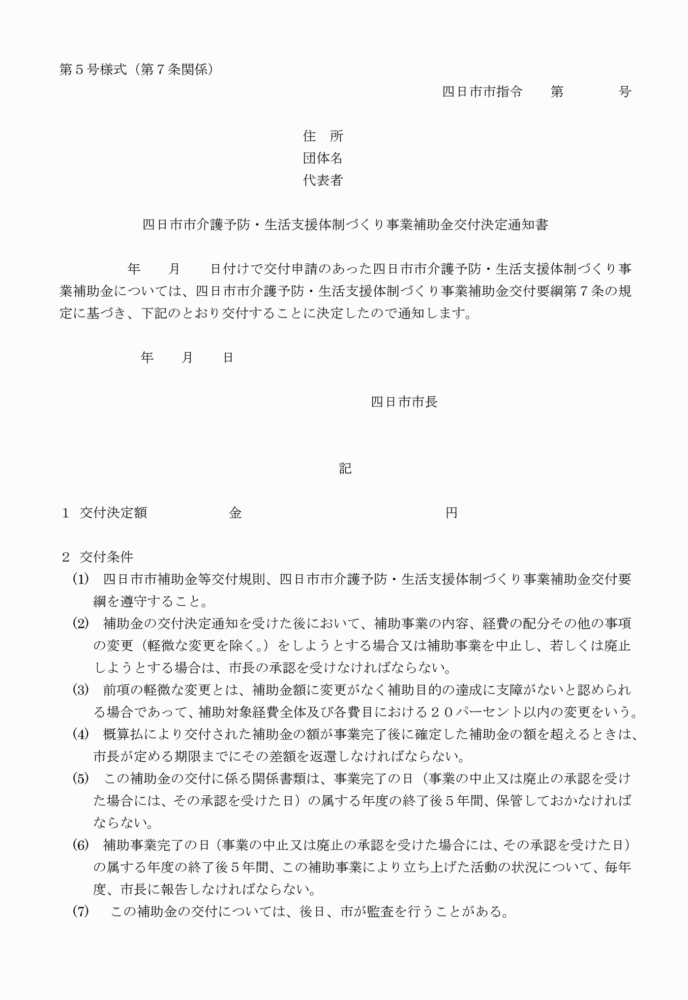 第５号様式（第７条関係）
四日市市指令　　第　　　　号
住　所
団体名
代表者
四日市市介護予防・生活支援体制づくり事業補助金交付決定通知書
年　　月　　日付けで交付申請のあった四日市市介護予防・生活支援体制づくり事
業補助金については、四日市市介護予防・生活支援体制づくり事業補助金交付要綱第７条の規
定に基づき、下記のとおり交付することに決定したので通知します。
年　　月　　日
四日市市長
記
１ 交付決定額　　　　　　金　　　　　　　　　　　　　　　円
２ 交付条件
(1)　四日市市補助金等交付規則、四日市市介護予防・生活支援体制づくり事業補助金交付要
綱を遵守すること。
(2)　補助金の交付決定通知を受けた後において、補助事業の内容、経費の配分その他の事項
の変更（軽微な変更を除く。）をしようとする場合又は補助事業を中止し、若しくは廃止
しようとする場合は、市長の承認を受けなければならない。
(3)　前項の軽微な変更とは、補助金額に変更がなく補助目的の達成に支障がないと認められ
る場合であって、補助対象経費全体及び各費目における２０パーセント以内の変更をいう。
(4)　概算払により交付された補助金の額が事業完了後に確定した補助金の額を超えるときは、
市長が定める期限までにその差額を返還しなければならない。
(5)　この補助金の交付に係る関係書類は、事業完了の日（事業の中止又は廃止の承認を受け
た場合には、その承認を受けた日）の属する年度の終了後５年間、保管しておかなければ
ならない。
(6)　補助事業完了の日（事業の中止又は廃止の承認を受けた場合には、その承認を受けた日）
の属する年度の終了後５年間、この補助事業により立ち上げた活動の状況について、毎年
度、市長に報告しなければならない。
(7)　この補助金の交付については、後日、市が監査を行うことがある。